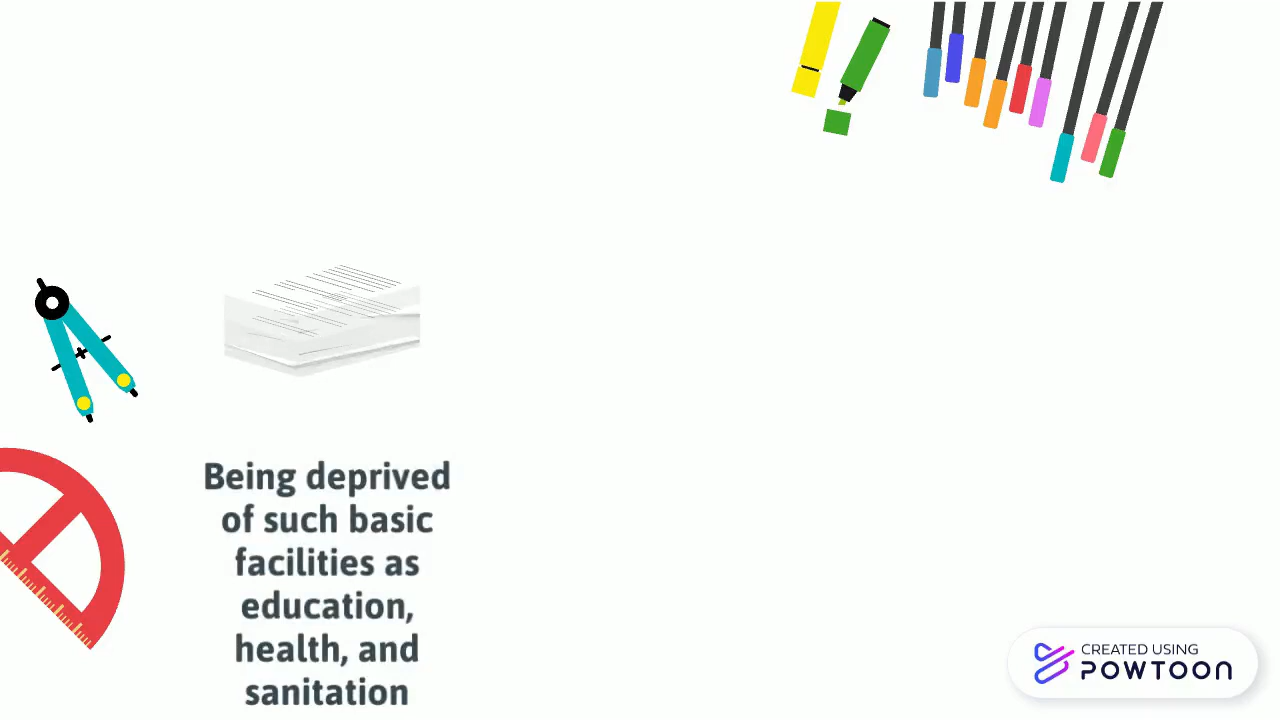 Being deprived
of such basic
facilities as
education,
health, and
sanitation
CREATED USING
POWTOON